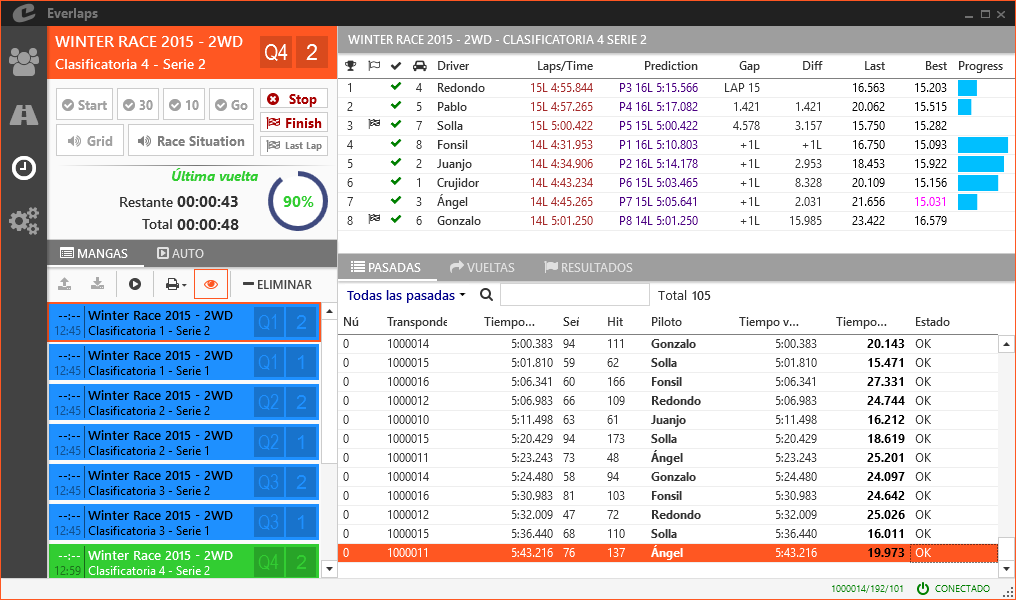 Everlaps
WINTER RACE 2015 - 2WD
Clasificatoria 4 - Serie 2
Q4 2
Start 30 10 Go Stop
Finish
Grid Race Situation Last Lap
Última vuelta
Restante 00:00:43
Total 00:00:48
90%
MANGAS AUTO
ELIMINAR
--:-- Winter Race 2015 - 2WD Q1 2
12:45 Clasificatoria 1 - Serie 2
--:-- Winter Race 2015 - 2WD Q1 1
12:45 Clasificatoria 1 - Serie 1
--:-- Winter Race 2015 - 2WD Q2 2
12:45 Clasificatoria 2 - Serie 2
--:-- Winter Race 2015 - 2WD Q2 1
12:45 Clasificatoria 2 - Serie 1
--:-- Winter Race 2015 - 2WD Q3 2
12:45 Clasificatoria 3 - Serie 2
--:-- Winter Race 2015 - 2WD Q3 1
12:45 Clasificatoria 3 - Serie 1
--:-- Winter Race 2015 - 2WD Q4 2
12:59 Clasificatoria 4 - Serie 2
WINTER RACE 2015 - 2WD - CLASIFICATORIA 4 SERIE 2
Driver Laps/Time Prediction Gap Diff Last Best Progress
1 4 Redondo 15L 4:55.844 P3 16L 5:15.566 LAP 15 16.563 15.203
2 5 Pablo 15L 4:57.265 P4 16L 5:17.082 1.421 1.421 20.062 15.515
3 7 Solla 15L 5:00.422 P5 15L 5:00.422 4.578 3.157 15.750 15.282
4 8 Fonsil 14L 4:31.953 P1 16L 5:10.803 +1L +1L 16.750 15.093
5 2 Juanjo 14L 4:34.906 P2 16L 5:14.178 +1L 2.953 18.453 15.922
6 1 Crujidor 14L 4:43.234 P6 15L 5:03.465 +1L 8.328 20.109 15.156
7 3 Ángel 14L 4:45.265 P7 15L 5:05.641 +1L 2.031 21.656 15.031
8 6 Gonzalo 14L 5:01.250 P8 14L 5:01.250 +1L 15.985 23.422 16.579
PASADAS VUELTAS RESULTADOS
Todas las pasadas Total 105
Nú Transponde Tiempo... Señ Hit Piloto Tiempo v... Tiempo... Estado
0 1000014 5:00.383 94 111 Gonzalo 5:00.383 20.143 OK
0 1000015 5:01.810 59 62 Solla 5:01.810 15.471 OK
0 1000016 5:06.341 60 166 Fonsil 5:06.341 27.331 OK
0 1000012 5:06.983 66 109 Redondo 5:06.983 24.744 OK
0 1000010 5:11.498 63 61 Juanjo 5:11.498 16.212 OK
0 1000015 5:20.429 94 173 Solla 5:20.429 18.619 OK
0 1000011 5:23.243 73 48 Ángel 5:23.243 25.201 OK
0 1000014 5:24.480 58 94 Gonzalo 5:24.480 24.097 OK
0 1000016 5:30.983 81 103 Fonsil 5:30.983 24.642 OK
0 1000012 5:32.009 47 72 Redondo 5:32.009 25.026 OK
0 1000015 5:36.440 68 110 Solla 5:36.440 16.011 OK
0 1000011 5:43.216 76 137 Ángel 5:43.216 19.973 OK
1000014/192/101 CONECTADO